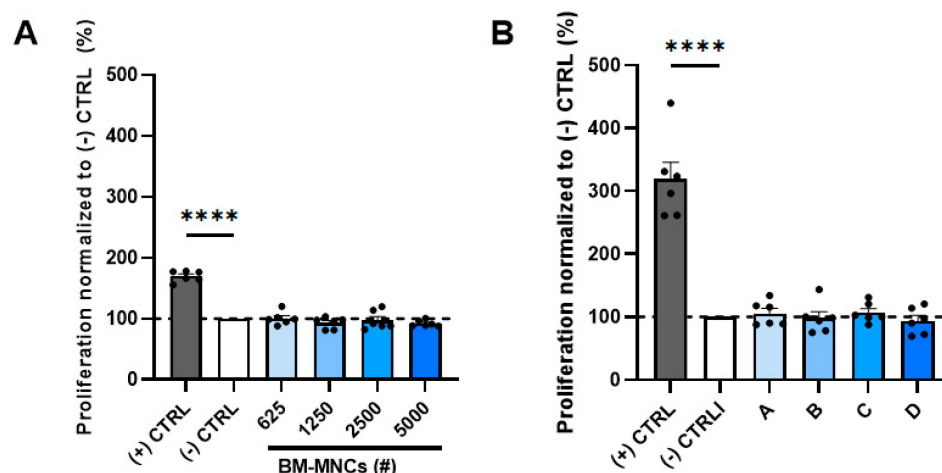 A
Proliferation normalized to (-) CTRL (%)
500
400
300
200
100
0
****
(+) CTRL
(-) CTRL
625
1250
2500
5000
BM-MNCs (#)
B
Proliferation normalized to (-) CTRL (%)
500
400
300
200
100
0
****
(+) CTRL
(-) CTRLI
A
B
C
D